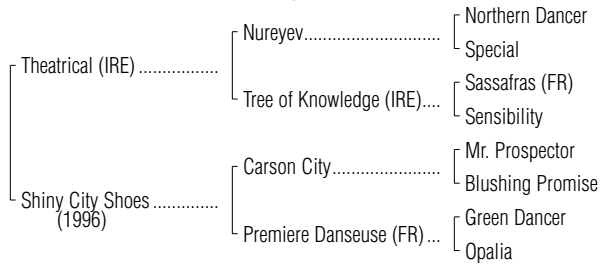 Northern Dancer
Nureyev..............................
Special
Theatrical (IRE) .................
Sassafras (FR)
Tree of Knowledge (IRE)....
Sensibility
Mr. Prospector
Carson City.......................
Blushing Promise
Shiny City Shoes ..............
(1996)
Green Dancer
Premiere Danseuse (FR) ...
Opalia